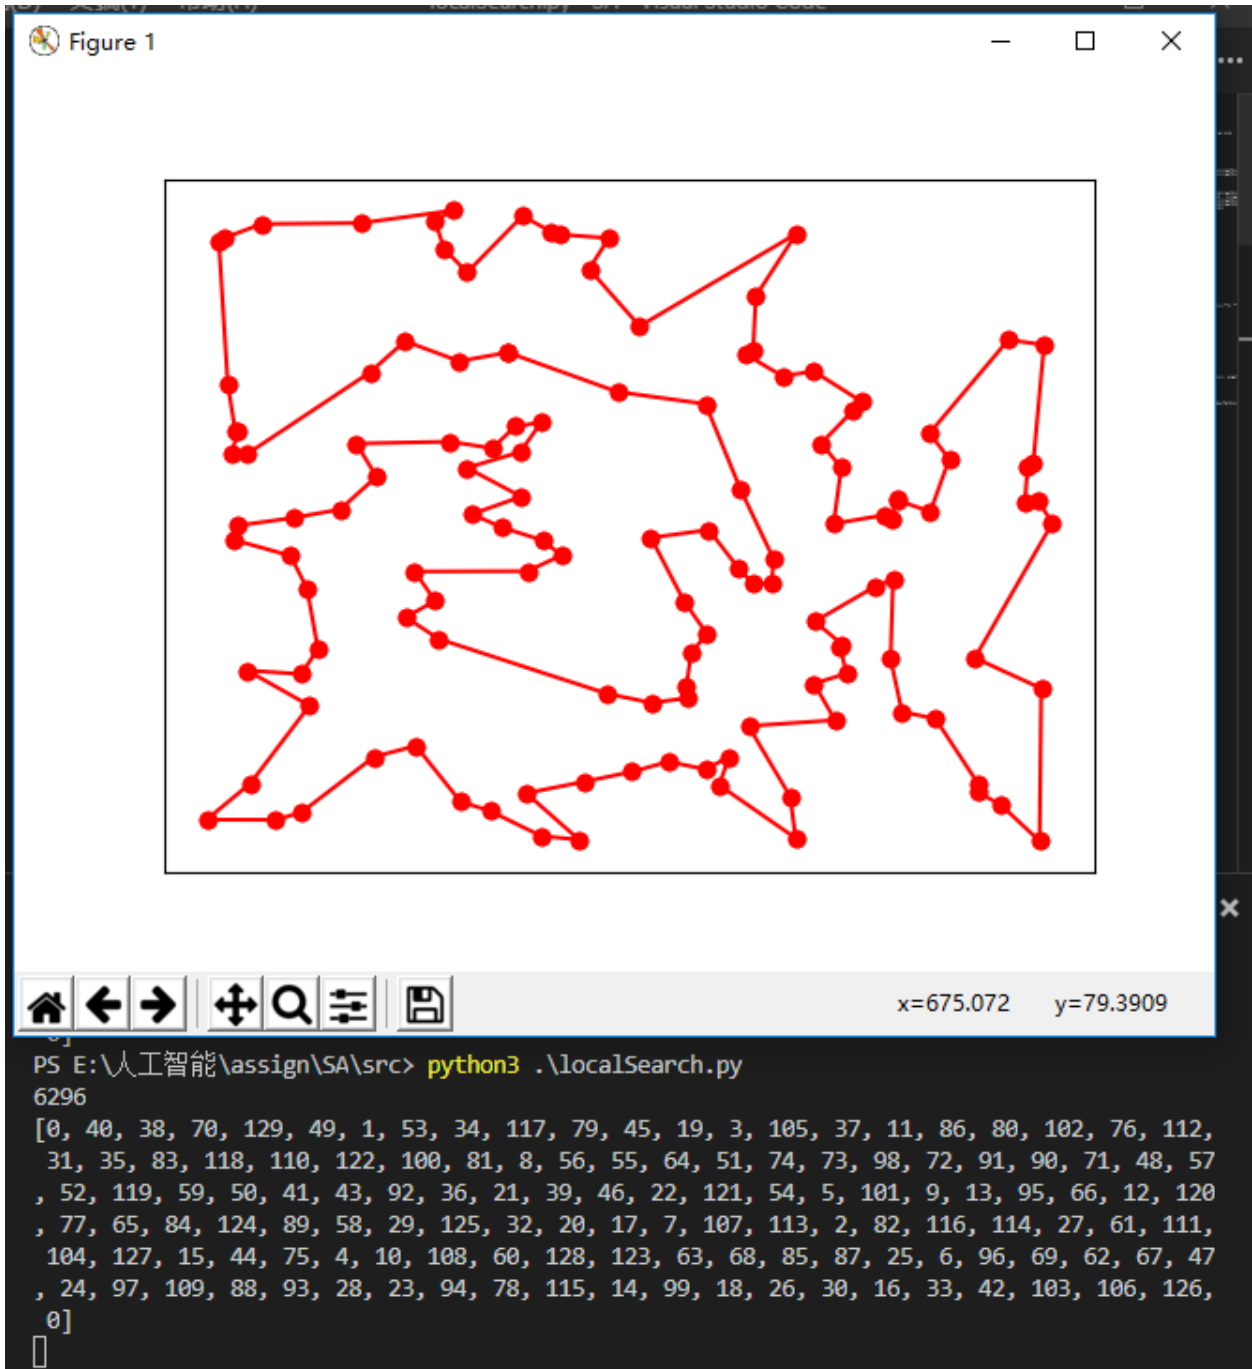 localSearch.py - SA - Visual Studio Code
Figure 1
x=675.072 y=79.3909
0]
PS E:\人工智能\assign\SA\src> python3 .\localSearch.py
6296
[0, 40, 38, 70, 129, 49, 1, 53, 34, 117, 79, 45, 19, 3, 105, 37, 11, 86, 80, 102, 76, 112,
31, 35, 83, 118, 110, 122, 100, 81, 8, 56, 55, 64, 51, 74, 73, 98, 72, 91, 90, 71, 48, 57
, 52, 119, 59, 50, 41, 43, 92, 36, 21, 39, 46, 22, 121, 54, 5, 101, 9, 13, 95, 66, 12, 120
, 77, 65, 84, 124, 89, 58, 29, 125, 32, 20, 17, 7, 107, 113, 2, 82, 116, 114, 27, 61, 111,
104, 127, 15, 44, 75, 4, 10, 108, 60, 128, 123, 63, 68, 85, 87, 25, 6, 96, 69, 62, 67, 47
, 24, 97, 109, 88, 93, 28, 23, 94, 78, 115, 14, 99, 18, 26, 30, 16, 33, 42, 103, 106, 126,
0]